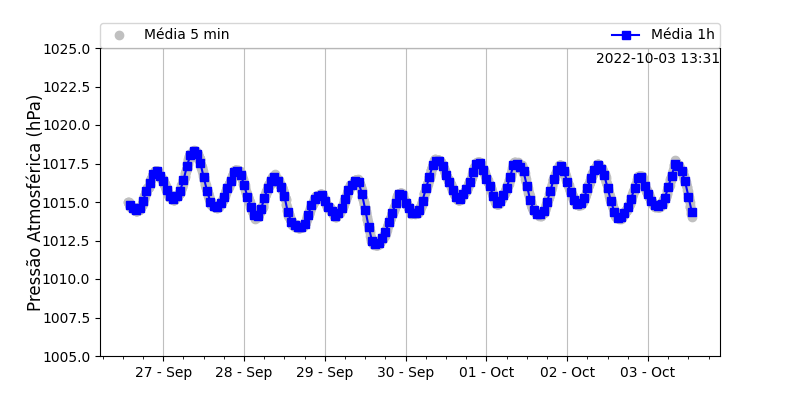 Média 5 min
Média 1h
2022-10-03 13:31
Pressão Atmosférica (hPa)
1025.0
1022.5
1020.0
1017.5
1015.0
1012.5
1010.0
1007.5
1005.0
27 - Sep
28 - Sep
29 - Sep
30 - Sep
01 - Oct
02 - Oct
03 - Oct